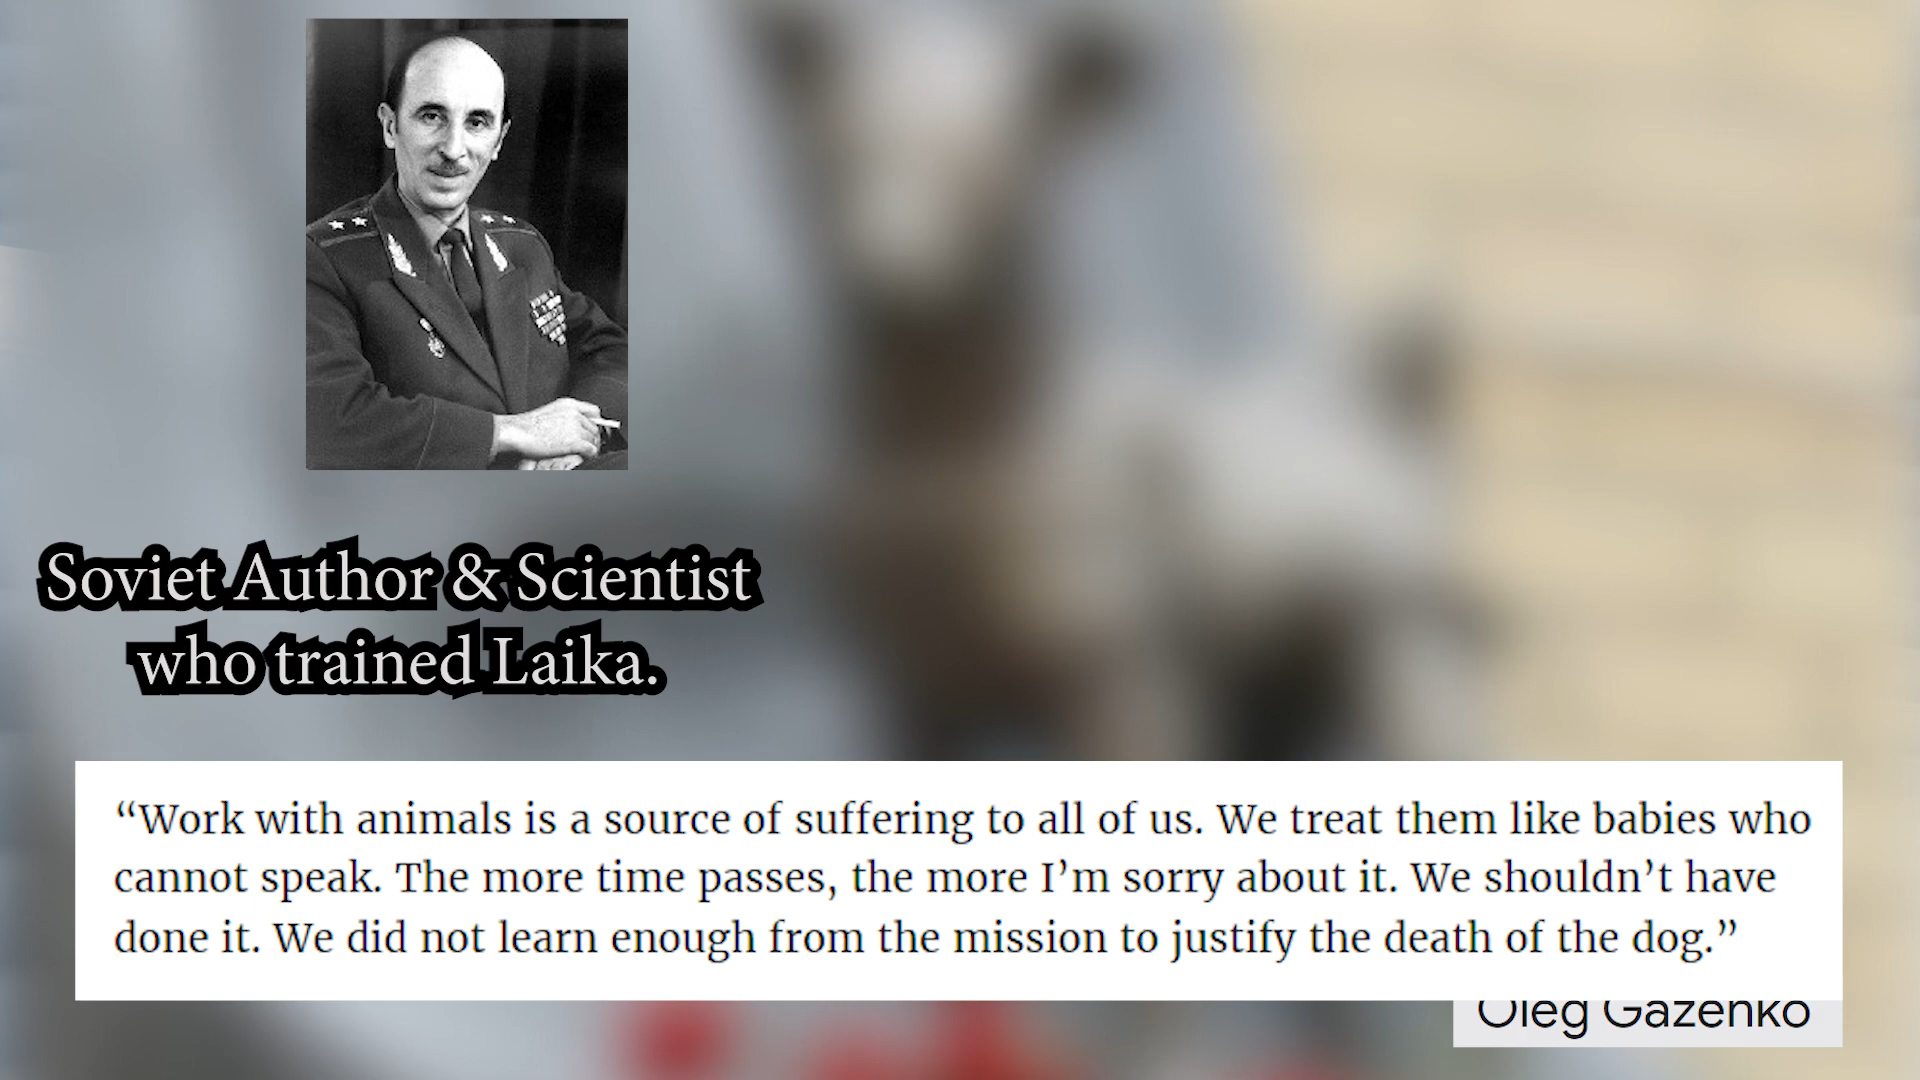 Soviet Author & Scientist
who trained Laika.
“Work with animals is a source of suffering to all of us. We treat them like babies who
cannot speak. The more time passes, the more I’m sorry about it. We shouldn’t have
done it. We did not learn enough from the mission to justify the death of the dog.”
Oleg Gazenko